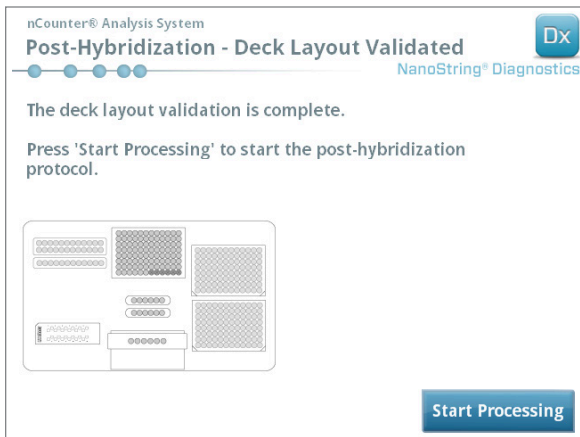 nCounter® Analysis System
Post-Hybridization - Deck Layout Validated
Dx
NanoString® Diagnostics
The deck layout validation is complete.
Press 'Start Processing' to start the post-hybridization
protocol.
Start Processing